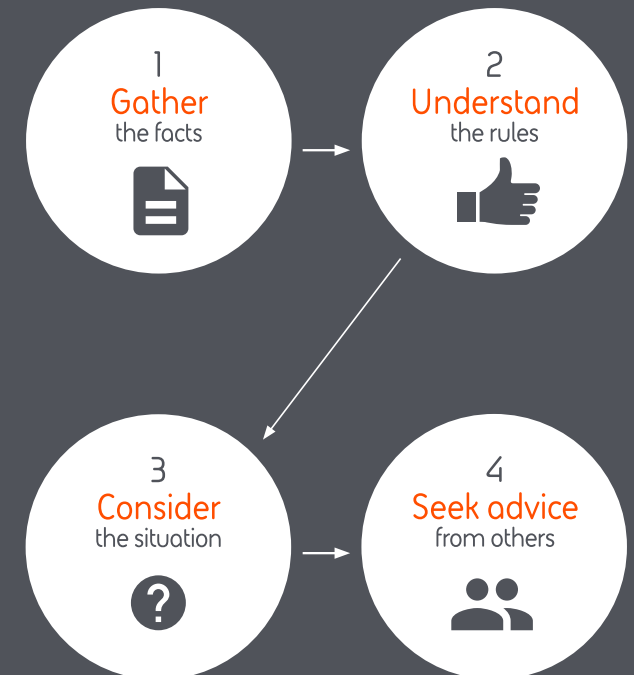 1
Gather
the facts
2
Understand
the rules
3
Consider
the situation
4
Seek advice
from others